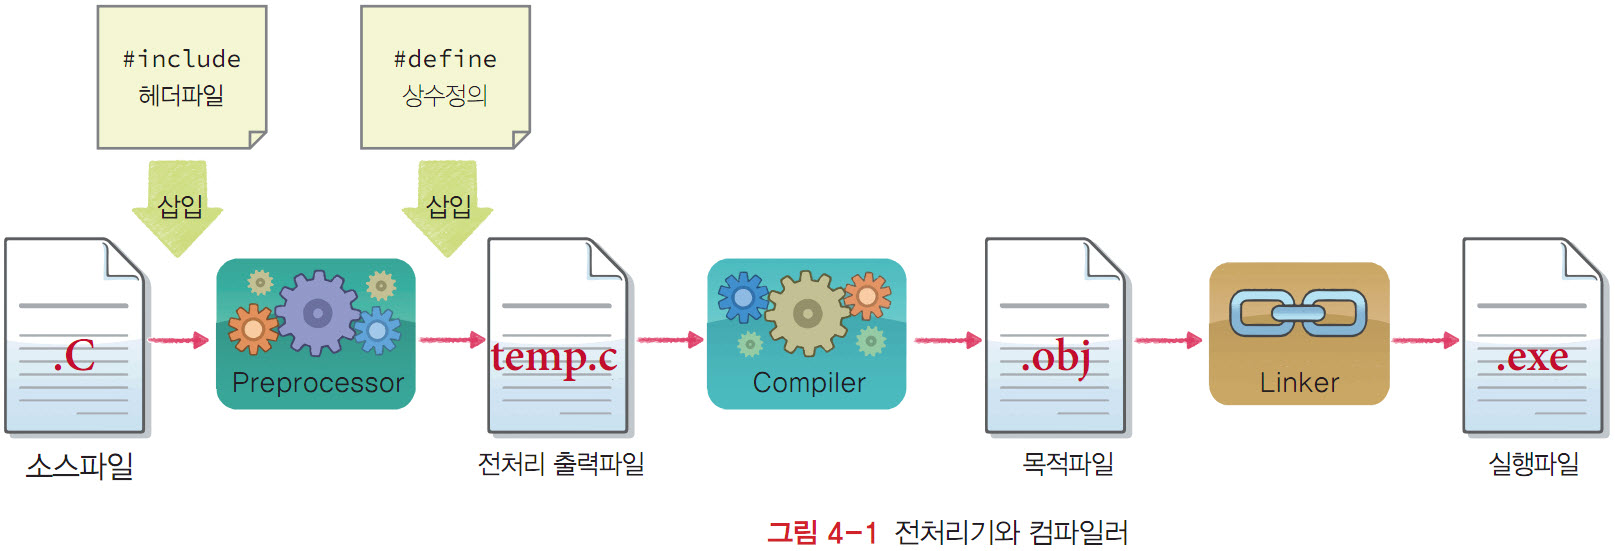 #include
헤더파일
#define
상수정의
삽입
삽입
.C
Preprocessor
temp.c
Compiler
.obj
Linker
.exe
소스파일
전처리 출력파일
목적파일
실행파일
그림 4-1 전처리기와 컴파일러